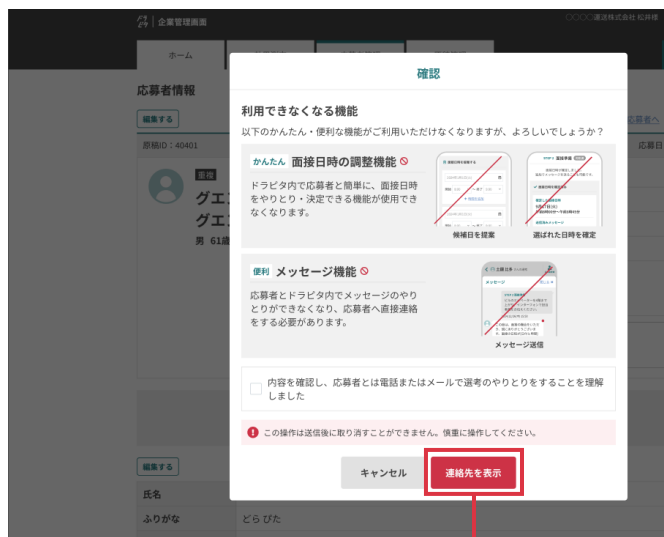 企業管理画面
〇〇〇〇運送株式会社 松井様
ホーム
確認
応募者情報
編集する
利用できなくなる機能
以下のかんたん・便利な機能がご利用いただけなくなりますが、よろしいでしょうか？
原稿ID：40401
応募日
重複
グエ
グエ
男 61歳
かんたん 面接日時の調整機能
ドラピタ内で応募者と簡単に、面接日時
をやりとり・決定できる機能が使用でき
なくなります。
候補日を提案
選ばれた日時を確定
便利 メッセージ機能
応募者とドラピタ内でメッセージのやり
とりができなくなり、応募者へ直接連絡
をする必要があります。
メッセージ
メッセージ送信
内容を確認し、応募者とは電話またはメールで選考のやりとりをすることを理解
しました
この操作は送信後に取り消すことができません。慎重に操作してください。
キャンセル
連絡先を表示
編集する
氏名
ふりがな
どら ぴた